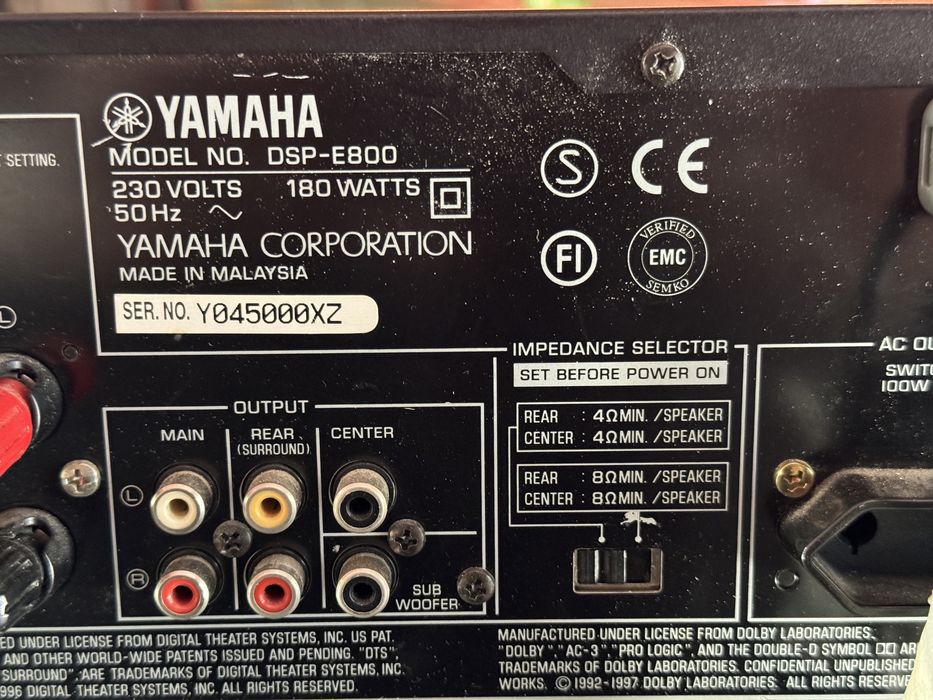 YAMAHA
MODEL NO. DSP-E800
230 VOLTS 180 WATTS
50 Hz ~
YAMAHA CORPORATION
MADE IN MALAYSIA
SER. NO. Y045000XZ
T SETTING.
S
CE
FI
VERIFIED
EMC
SEMKO
L
IMPEDANCE SELECTOR
SET BEFORE POWER ON
REAR : 4ΩMIN. /SPEAKER
CENTER : 4ΩMIN. /SPEAKER
REAR : 8ΩMIN. /SPEAKER
CENTER : 8ΩMIN. /SPEAKER
AC OU
SWITC
100W
OUTPUT
MAIN REAR CENTER
(SURROUND)
L
R
SUB
WOOFER
ED UNDER LICENSE FROM DIGITAL THEATER SYSTEMS, INC. US PAT.
AND OTHER WORLD-WIDE PATENTS ISSUED AND PENDING. "DTS",
SURROUND", ARE TRADEMARKS OF DIGITAL THEATER SYSTEMS, INC.
996 DIGITAL THEATER SYSTEMS, INC. ALL RIGHTS RESERVED.
MANUFACTURED UNDER LICENSE FROM DOLBY LABORATORIES.
"DOLBY", "AC-3", "PRO LOGIC", AND THE DOUBLE-D SYMBOL AR
TRADEMARKS OF DOLBY LABORATORIES. CONFIDENTIAL UNPUBLISHED
WORKS. © 1992-1997 DOLBY LABORATORIES. ALL RIGHTS RESERVE